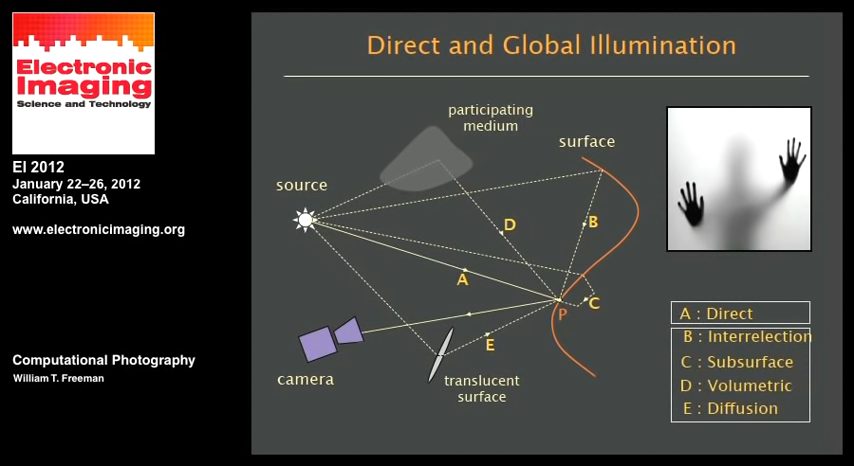 Electronic
Imaging
Science and Technology
EI 2012
January 22–26, 2012
California, USA
www.electronicimaging.org
Computational Photography
William T. Freeman
Direct and Global Illumination
participating
medium
surface
source
D
B
A
C
P
E
camera
translucent
surface
A : Direct
B : Interrelection
C : Subsurface
D : Volumetric
E : Diffusion